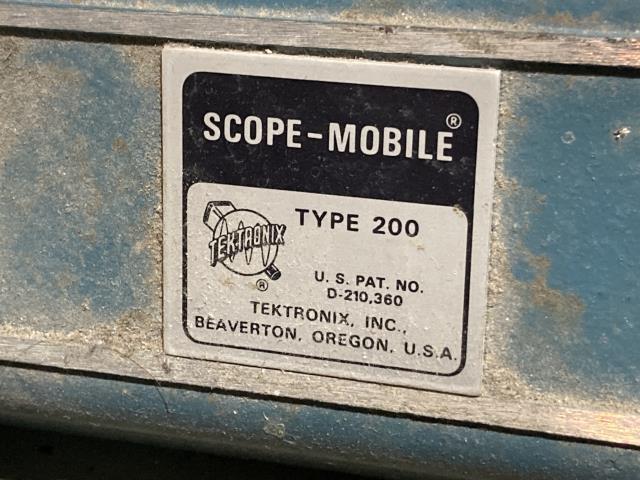 SCOPE-MOBILE ®
TYPE 200
TEKTRONIX
®
U. S. PAT. NO.
D-210,360
TEKTRONIX, INC.,
BEAVERTON, OREGON, U.S.A.